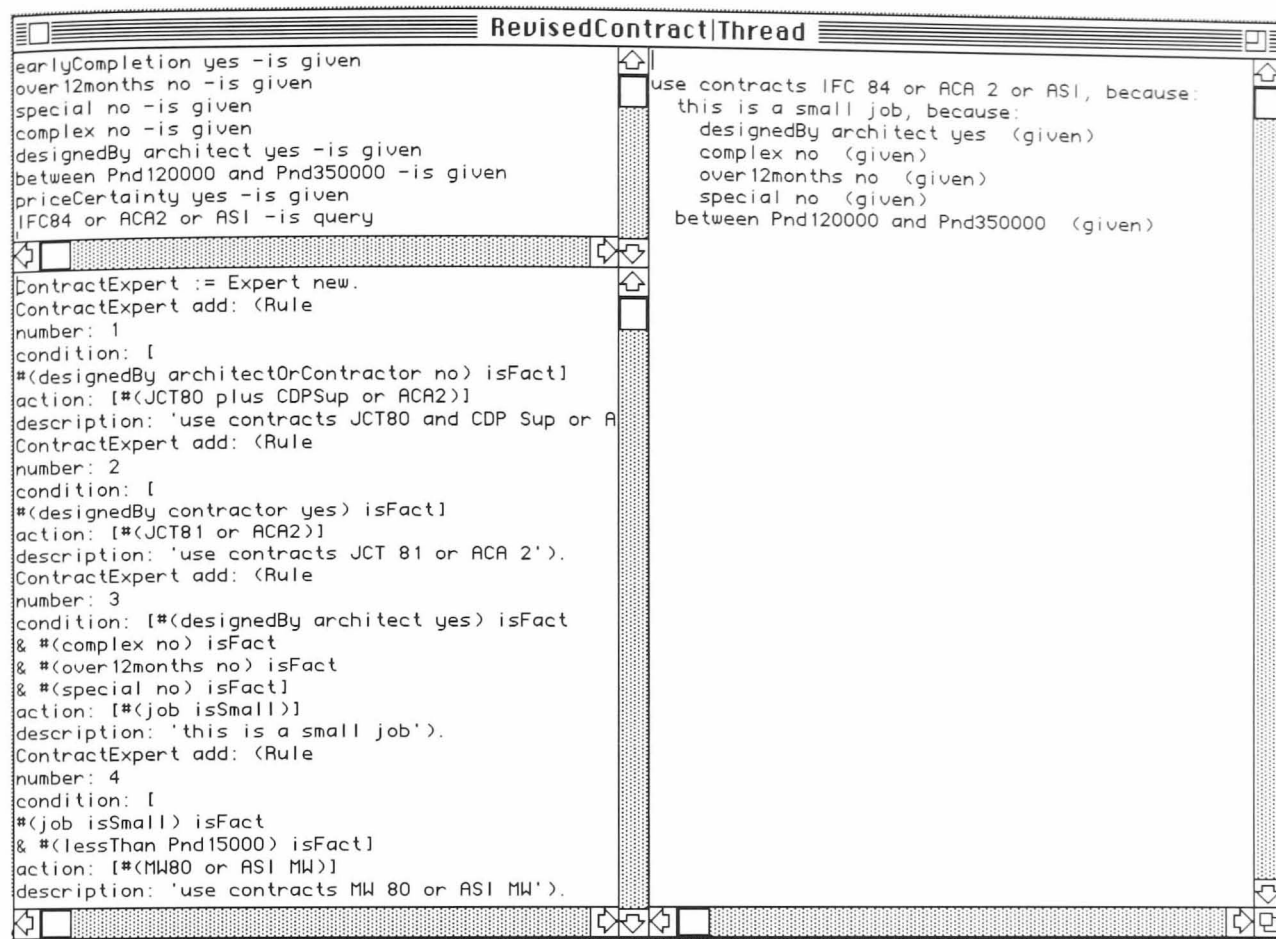 RevisedContract|Thread
earlyCompletion yes -is given
over12months no -is given
special no -is given
complex no -is given
designedBy architect yes -is given
between Pnd120000 and Pnd350000 -is given
priceCertainty yes -is given
IFC84 or ACA2 or ASI -is query
ContractExpert := Expert new.
ContractExpert add: (Rule
number: 1
condition: [
#(designedBy architectOrContractor no) isFact]
action: [#(JCT80 plus CDPSup or ACA2)]
description: 'use contracts JCT80 and CDP Sup or A
ContractExpert add: (Rule
number: 2
condition: [
#(designedBy contractor yes) isFact]
action: [#(JCT81 or ACA2)]
description: 'use contracts JCT 81 or ACA 2').
ContractExpert add: (Rule
number: 3
condition: [#(designedBy architect yes) isFact
& #(complex no) isFact
& #(over12months no) isFact
& #(special no) isFact]
action: [#(job isSmall)]
description: 'this is a small job').
ContractExpert add: (Rule
number: 4
condition: [
#(job isSmall) isFact
& #(lessThan Pnd15000) isFact]
action: [#(MW80 or ASI MW)]
description: 'use contracts MW 80 or ASI MW').
use contracts IFC 84 or ACA 2 or ASI, because:
this is a small job, because:
designedBy architect yes (given)
complex no (given)
over12months no (given)
special no (given)
between Pnd120000 and Pnd350000 (given)